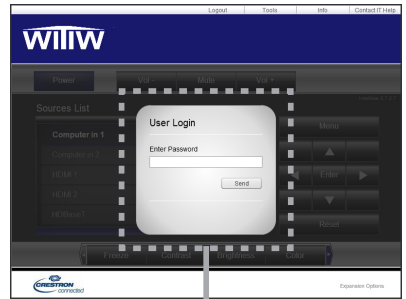 Logout Tools Info Contact IT Help
WIIIW
Power Vol - Mute Vol +
Sources List
Computer in 1
Computer in 2
HDMI 1
HDMI 2
User Login
Enter Password
Send
Menu
Enter
Reset
Freeze Contrast Brightness Color
CRESTRON
connected
Expansion Options